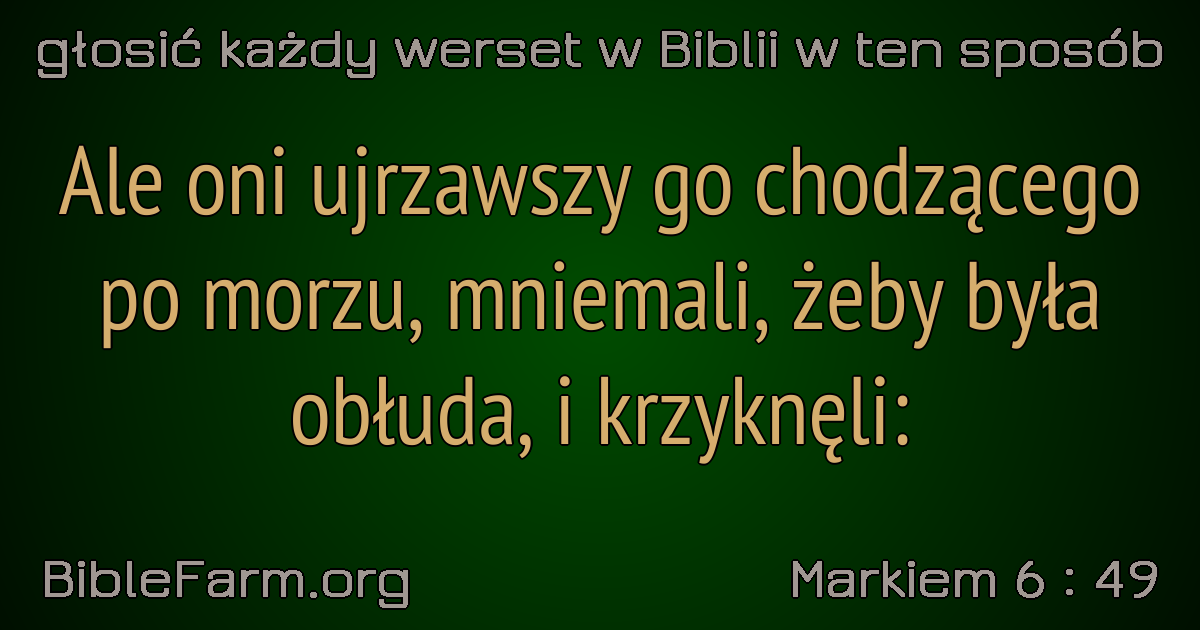 głosić każdy werset w Biblii w ten sposób
Ale oni ujrzawszy go chodzącego
po morzu, mniemali, żeby była
obłuda, i krzyknęli:
BibleFarm.org
Markiem 6 : 49